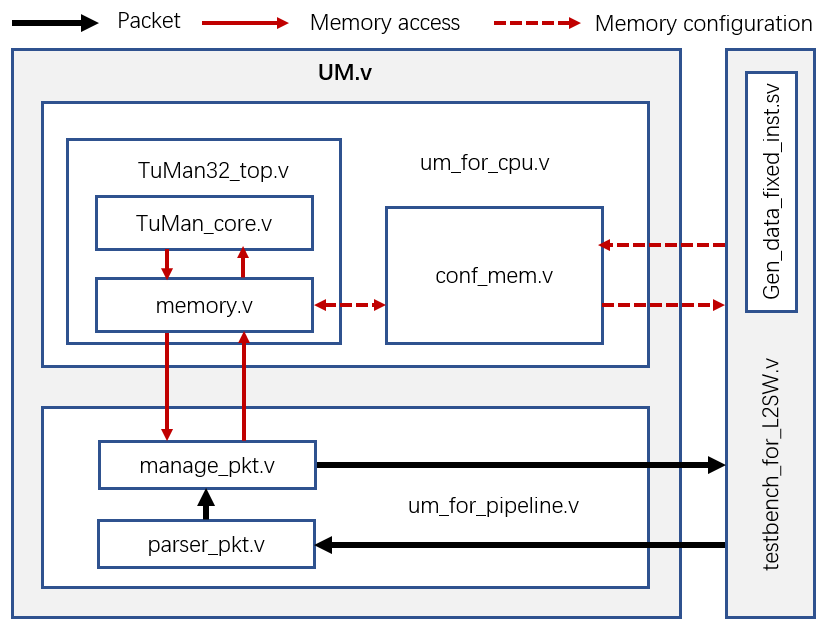 Packet
Memory access
Memory configuration
UM.v
um_for_cpu.v
TuMan32_top.v
TuMan_core.v
memory.v
conf_mem.v
Gen_data_fixed_inst.sv
manage_pkt.v
um_for_pipeline.v
parser_pkt.v
testbench_for_L2SW.v